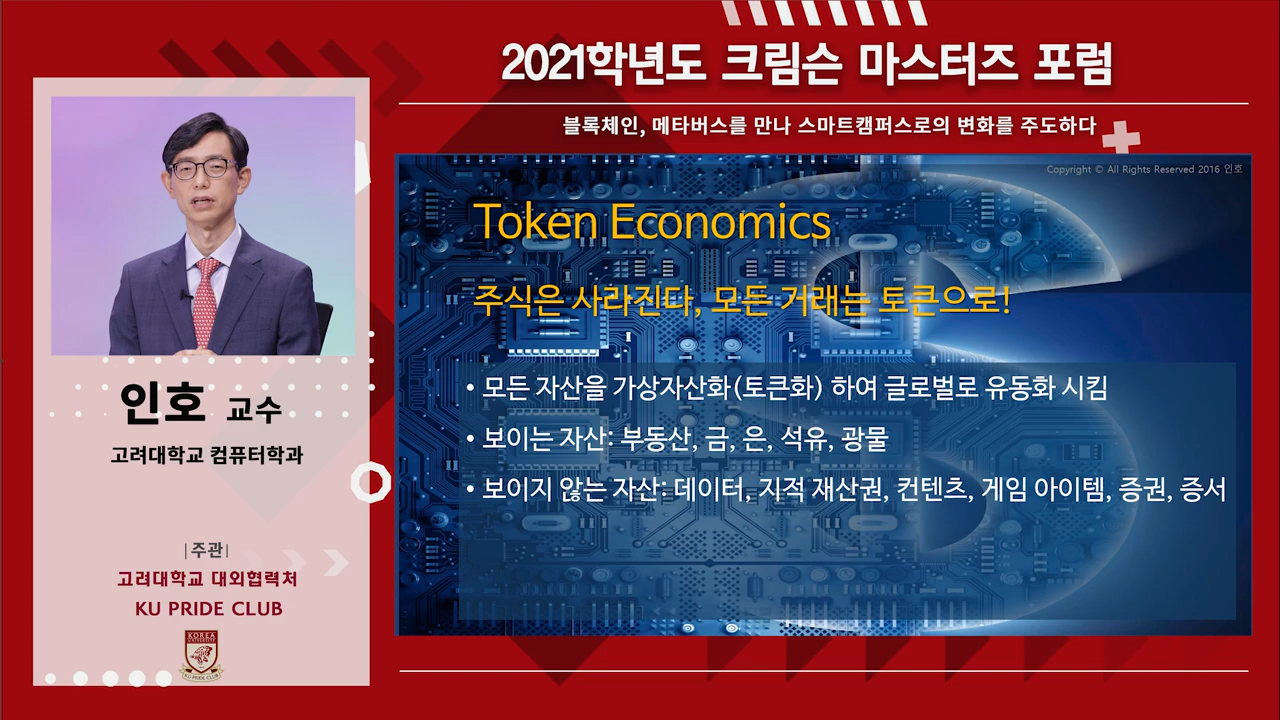 2021학년도 크림슨 마스터즈 포럼
블록체인, 메타버스를 만나 스마트캠퍼스로의 변화를 주도하다
Copyright © All Rights Reserved 2016 인호
Token Economics
주식은 사라진다, 모든 거래는 토큰으로!
• 모든 자산을 가상자산화(토큰화) 하여 글로벌로 유동화 시킴
• 보이는 자산: 부동산, 금, 은, 석유, 광물
• 보이지 않는 자산: 데이터, 지적 재산권, 컨텐츠, 게임 아이템, 증권, 증서
인호 교수
고려대학교 컴퓨터학과
|주관|
고려대학교 대외협력처
KU PRIDE CLUB
KOREA
UNIVERSITY
KU PRIDE CLUB